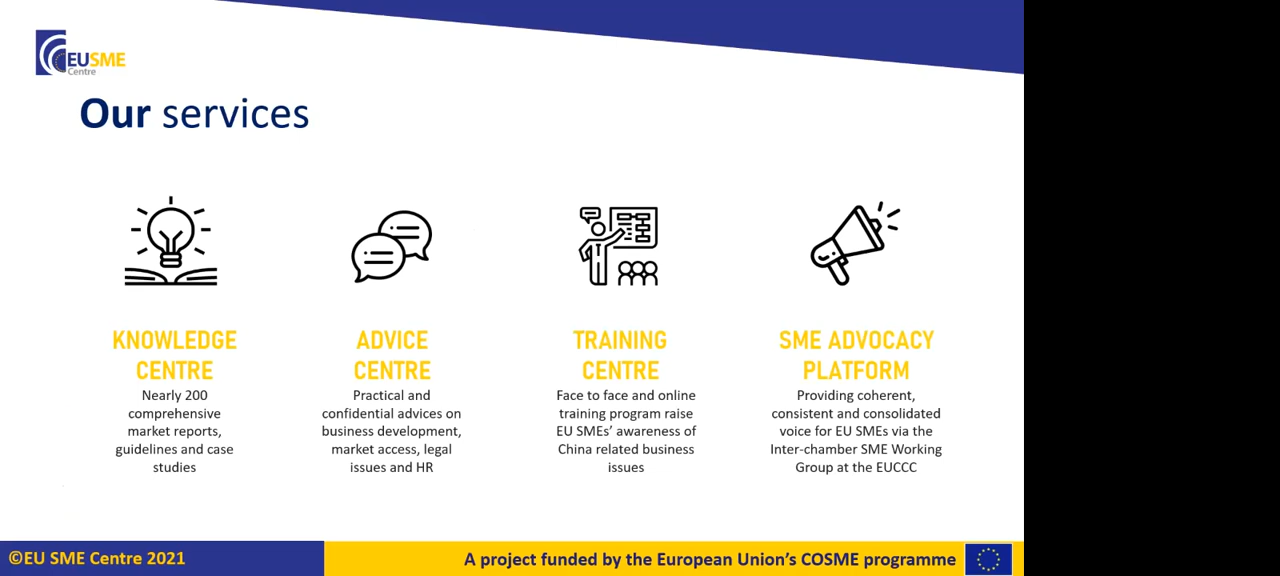 EUSME
Centre
Our services
KNOWLEDGE
CENTRE
Nearly 200
comprehensive
market reports,
guidelines and case
studies
ADVICE
CENTRE
Practical and
confidential advices on
business development,
market access, legal
issues and HR
TRAINING
CENTRE
Face to face and online
training program raise
EU SMEs’ awareness of
China related business
issues
SME ADVOCACY
PLATFORM
Providing coherent,
consistent and consolidated
voice for EU SMEs via the
Inter-chamber SME Working
Group at the EUCCC
©EU SME Centre 2021
A project funded by the European Union’s COSME programme